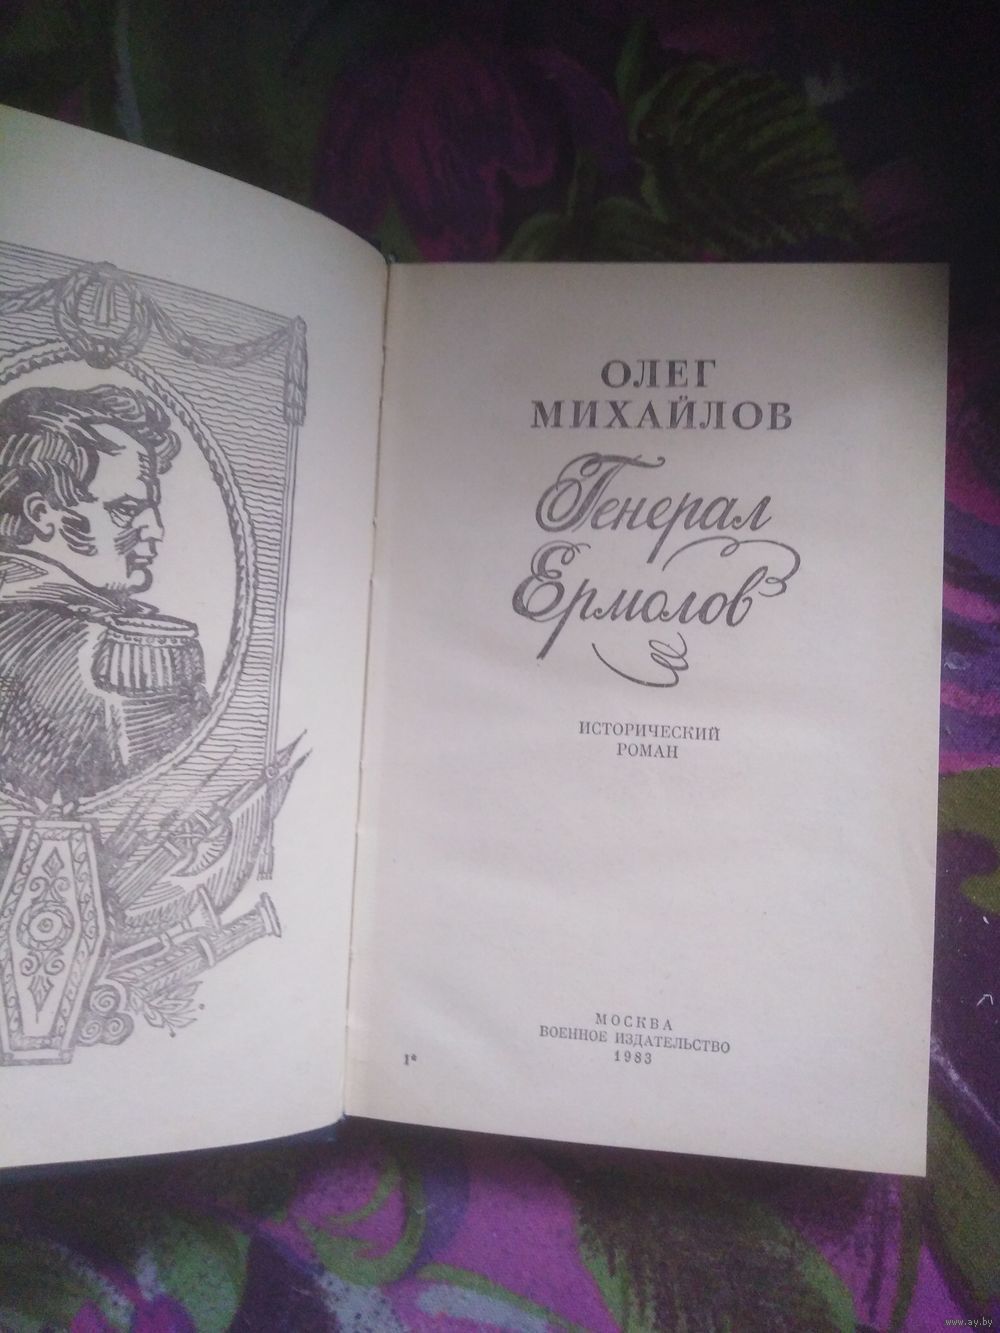 ОЛЕГ
МИХАЙЛОВ
Генерал
Ермолов
ИСТОРИЧЕСКИЙ
РОМАН
МОСКВА
ВОЕННОЕ ИЗДАТЕЛЬСТВО
1983
1*
www.ay.by